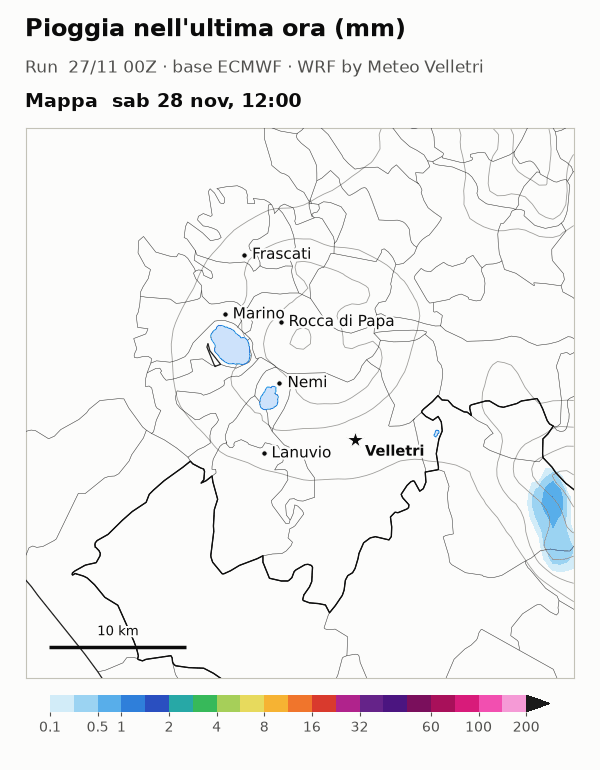 Pioggia nell'ultima ora (mm)
Run  27/11 00Z · base ECMWF · WRF by Meteo Velletri
Mappa  sab 28 nov, 12:00
Frascati
Marino
Rocca di Papa
Nemi
Velletri
Lanuvio
10 km
0.1 0.5 1 2 4 8 16 32 60 100 200